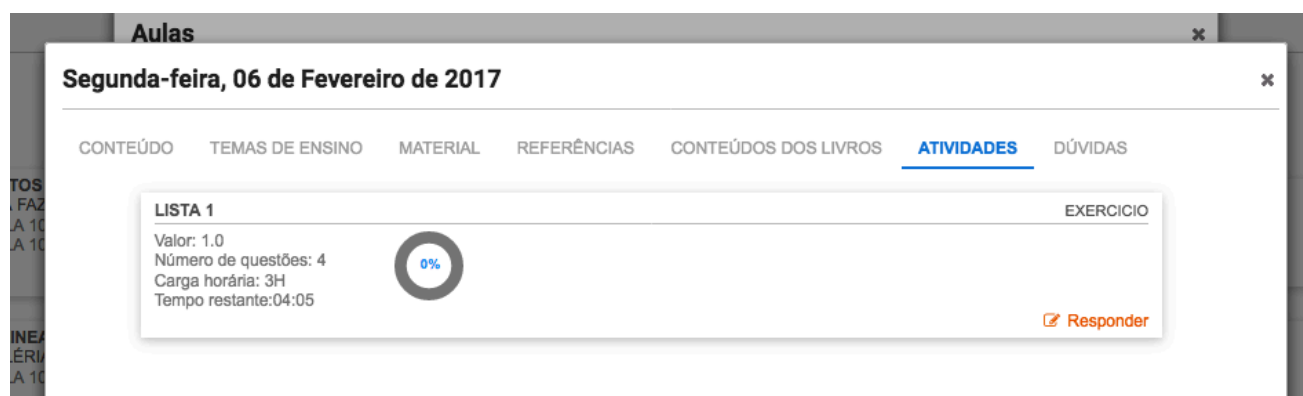 Aulas
Segunda-feira, 06 de Fevereiro de 2017
CONTEÚDO TEMAS DE ENSINO MATERIAL REFERÊNCIAS CONTEÚDOS DOS LIVROS ATIVIDADES DÚVIDAS
LISTA 1 EXERCICIO
Valor: 1.0
Número de questões: 4
Carga horária: 3H
Tempo restante:04:05
0%
Responder